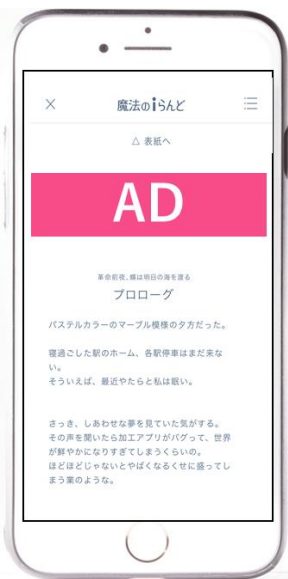 魔法のiらんど
△ 表紙へ
AD
革命前夜、蝶は明日の海を渡る
プロローグ
パステルカラーのマーブル模様の夕方だった。
寝過ごした駅のホーム、各駅停車はまだ来な
い。
そういえば、最近やたらと私は眠い。
さっき、しあわせな夢を見ていた気がする。
その声を聞いたら加工アプリがバグって、世界
が鮮やかになりすぎてしまうくらいの。
ほどほどじゃないとやばくなるくせに盛ってし
まう業のような。